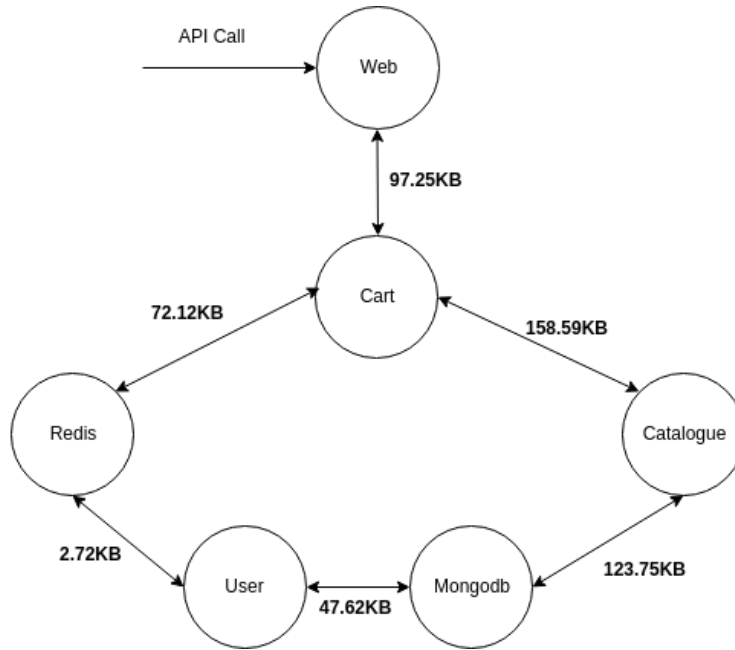 API Call
Web
97.25KB
Cart
72.12KB
158.59KB
Redis
Catalogue
2.72KB
User
47.62KB
Mongodb
123.75KB